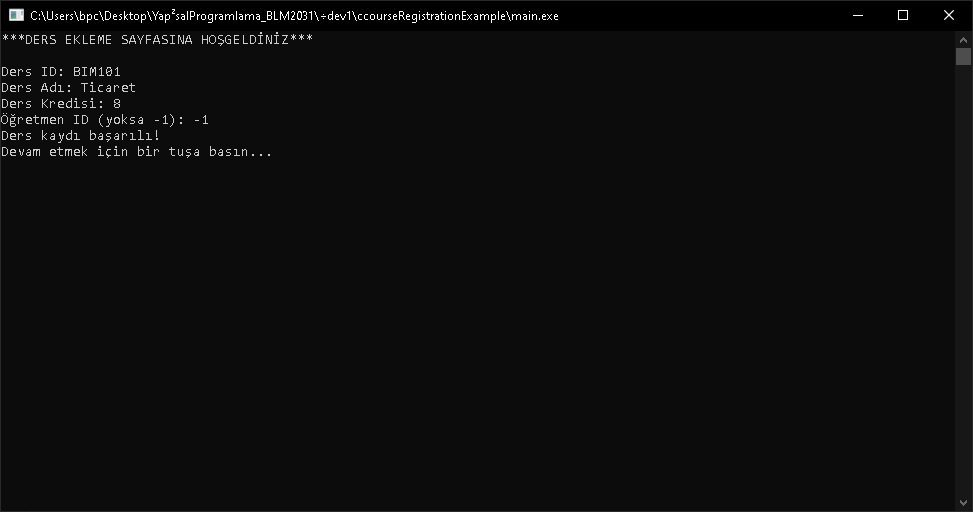 C:\Users\bpc\Desktop\Yap²salProgramlama_BLM2031\÷dev1\ccourseRegistrationExample\main.exe
***DERS EKLEME SAYFASINA HOŞGELDİNİZ***
Ders ID: BIM101
Ders Adı: Ticaret
Ders Kredisi: 8
Öğretmen ID (yoksa -1): -1
Ders kaydı başarılı!
Devam etmek için bir tuşa basın...